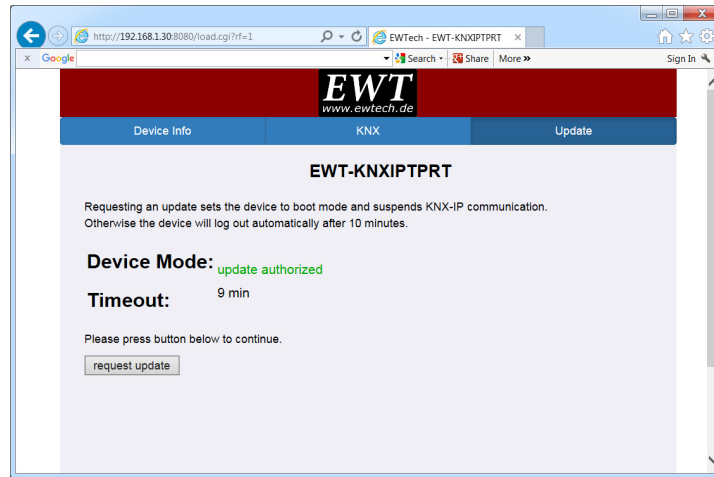 http://192.168.1.30:8080/load.cgi?rf=1
EWTech - EWT-KNXIPTPRT
x Google Search Share More » Sign In
EWT
www.ewtech.de
Device Info KNX Update
EWT-KNXIPTPRT
Requesting an update sets the device to boot mode and suspends KNX-IP communication.
Otherwise the device will log out automatically after 10 minutes.
Device Mode: update authorized
Timeout: 9 min
Please press button below to continue.
request update